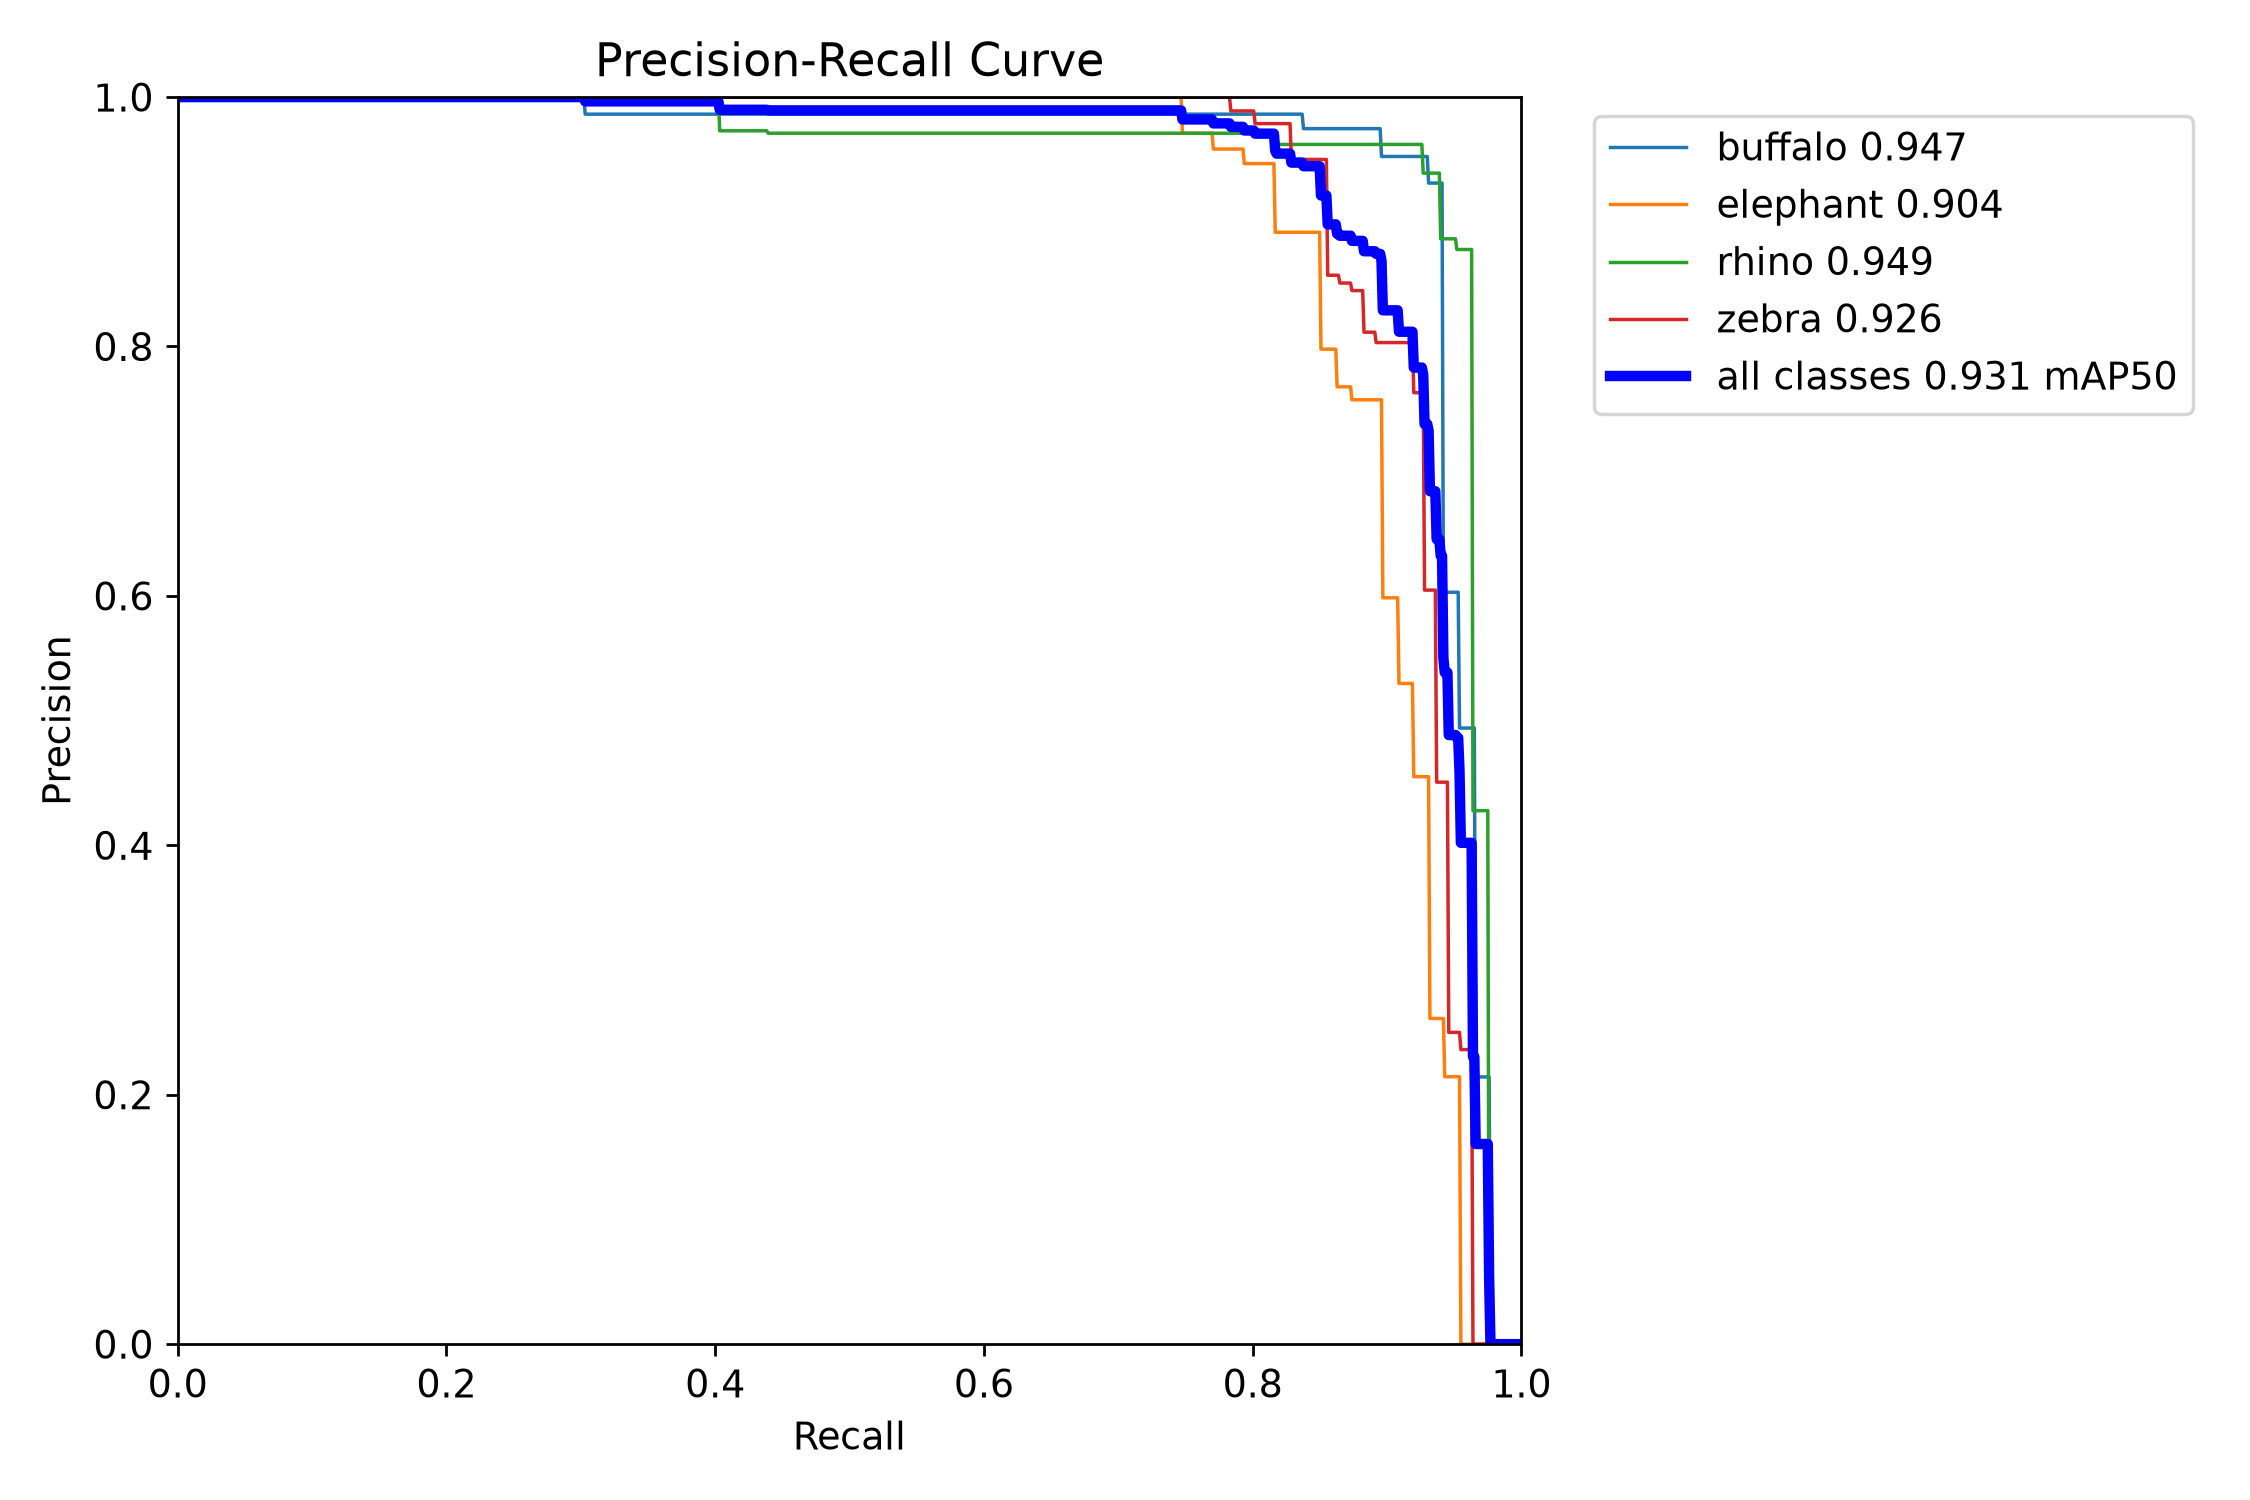 Precision-Recall Curve
1.0
0.8
0.6
0.4
0.2
0.0
Precision
0.0 0.2 0.4 0.6 0.8 1.0
Recall
buffalo 0.947
elephant 0.904
rhino 0.949
zebra 0.926
all classes 0.931 mAP50